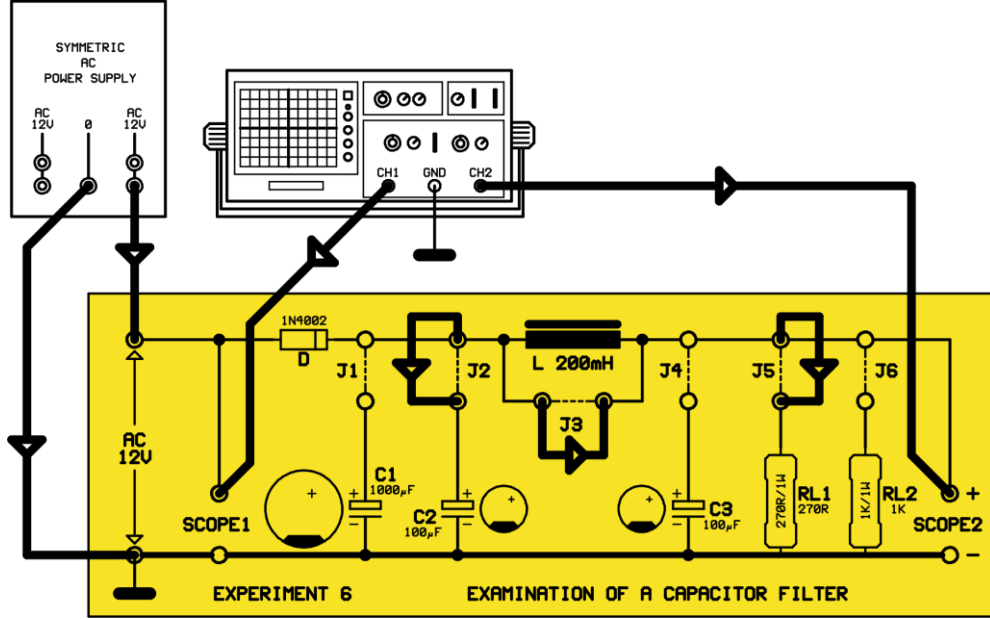 SYMMETRIC
AC
POWER SUPPLY
AC 12V
0
AC 12V
CH1 GND CH2
1N4002
D
J1
J2
L 200mH
J3
J4
J5
J6
AC
12V
C1
1000µF
C2
100µF
C3
100µF
270R/1W
RL1
270R
1K/1W
RL2
1K
+
+
+
+
+
+
-
-
-
-
SCOPE1
SCOPE2
EXPERIMENT 6
EXAMINATION OF A CAPACITOR FILTER